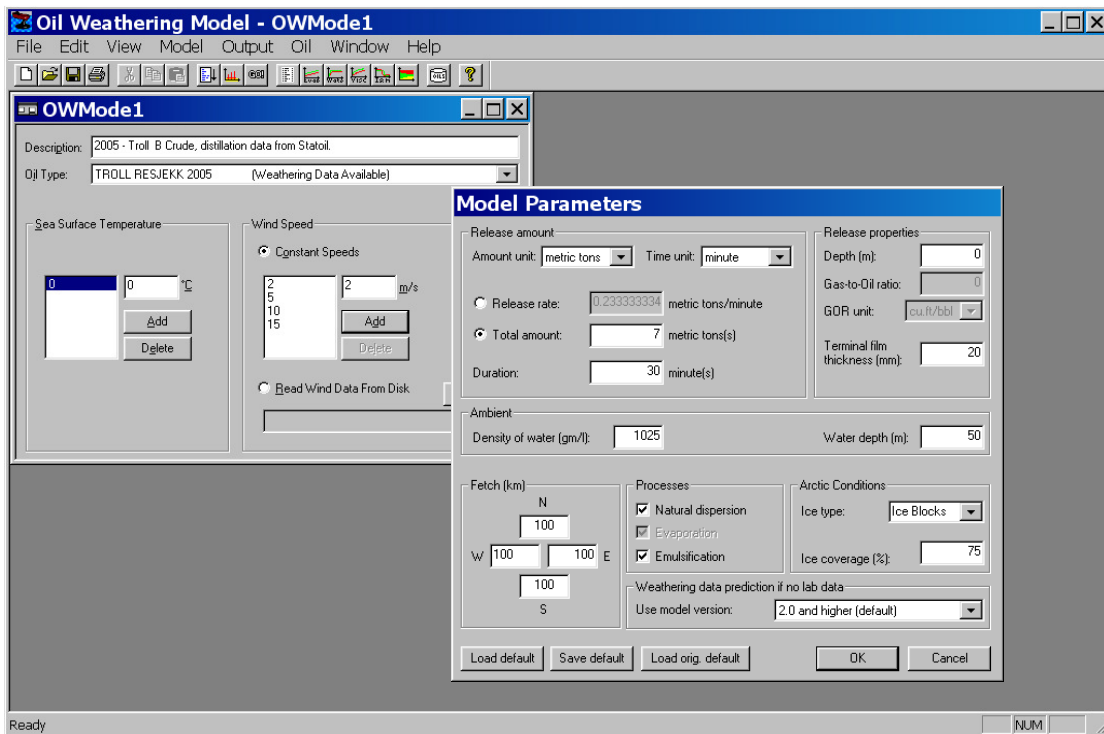 Oil Weathering Model - OWMode1
File Edit View Model Output Oil Window Help
OWMode1
Description: 2005 - Troll B Crude, distillation data from Statoil.
Oil Type: TROLL RESJEKK 2005 (Weathering Data Available)
Sea Surface Temperature
0
0 °C
Add
Delete
Wind Speed
Constant Speeds
2
5
10
15
2 m/s
Add
Delete
Read Wind Data From Disk
Model Parameters
Release amount
Amount unit: metric tons Time unit: minute
Release rate: 0.233333334 metric tons/minute
Total amount: 7 metric tons(s)
Duration: 30 minute(s)
Release properties
Depth (m): 0
Gas-to-Oil ratio: 0
GOR unit: cu.ft/bbl
Terminal film
thickness (mm): 20
Ambient
Density of water (gm/l): 1025 Water depth (m): 50
Fetch (km)
N
100
W 100 100 E
100
S
Processes
Natural dispersion
Evaporation
Emulsification
Arctic Conditions
Ice type: Ice Blocks
Ice coverage (%): 75
Weathering data prediction if no lab data
Use model version: 2.0 and higher (default)
Load default Save default Load orig. default OK Cancel
Ready NUM